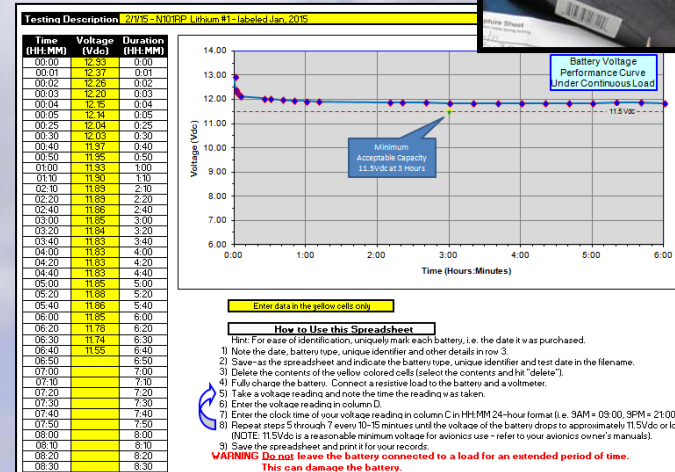 Testing Description 2/1/15 - N101RP Lithium #1 - labeled Jan, 2015
Time Voltage Duration
(HH:MM) (Vdc) (HH:MM)
00:00 12.93 0:00
00:01 12.37 0:01
00:02 12.26 0:02
00:03 12.20 0:03
00:04 12.15 0:04
00:05 12.14 0:05
00:25 12.04 0:25
00:30 12.03 0:30
00:40 11.97 0:40
00:50 11.95 0:50
01:00 11.93 1:00
01:10 11.90 1:10
02:10 11.89 2:10
02:20 11.89 2:20
02:40 11.86 2:40
03:00 11.85 3:00
03:20 11.84 3:20
03:40 11.83 3:40
04:00 11.83 4:00
04:20 11.83 4:20
04:40 11.83 4:40
05:00 11.85 5:00
05:20 11.88 5:20
05:40 11.86 5:40
06:00 11.85 6:00
06:20 11.78 6:20
06:30 11.74 6:30
06:40 11.55 6:40
06:50 6:50
07:00 7:00
07:10 7:10
07:20 7:20
07:30 7:30
07:40 7:40
07:50 7:50
08:00 8:00
08:10 8:10
08:20 8:20
08:30 8:30
Sheet
Battery Voltage
Performance Curve
Under Continuous Load
Voltage (Vdc)
14.00
13.00
12.00
11.00
10.00
9.00
8.00
7.00
6.00
11.5 Vdc
Minimum
Acceptable Capacity
11.5Vdc at 3 Hours
0:00 1:00 2:00 3:00 4:00 5:00 6:00
Time (Hours:Minutes)
Enter data in the yellow cells only
How to Use this Spreadsheet
Hint: For ease of identification, uniquely mark each battery, i.e. the date it was purchased.
1) Note the date, battery type, unique identifier and other details in row 3.
2) Save-as the spreadsheet and indicate the battery type, unique identifier and test date in the filename.
3) Delete the contents of the yellow colored cells (select the contents and hit "delete").
4) Fully charge the battery. Connect a resistive load to the battery and a voltmeter.
5) Take a voltage reading and note the time the reading was taken.
6) Enter the voltage reading in column D.
7) Enter the clock time of your voltage reading in column C in HH:MM 24-hour format (i.e. 9AM = 09:00, 9PM = 21:00
8) Repeat steps 5 through 7 every 10-15 mintues until the voltage of the battery drops to approximately 11.5Vdc or lo
(NOTE: 11.5Vdc is a reasonable minimum voltage for avionics use - refer to your avionics owner's manuals).
9) Save the spreadsheet and print it for your records.
WARNING Do not leave the battery connected to a load for an extended period of time.
This can damage the battery.